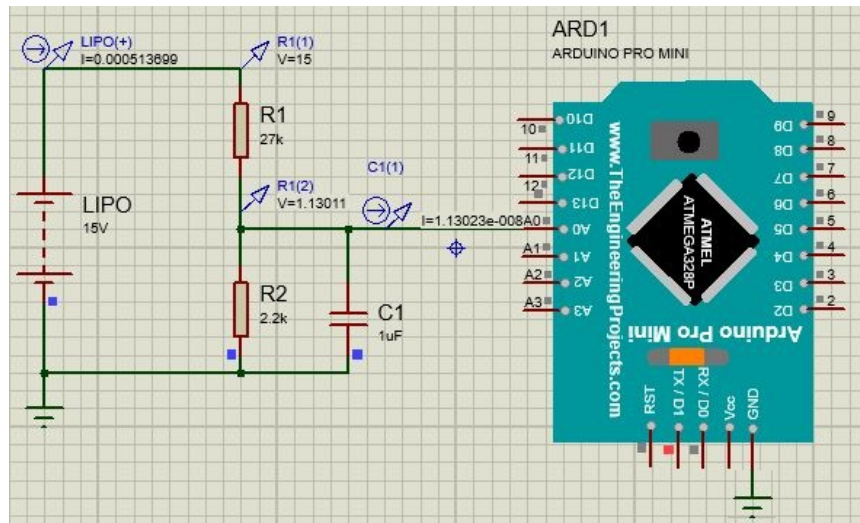 LIPO(+)
I=0.000513699
R1(1)
V=15
R1
27k
C1(1)
R1(2)
V=1.13011
I=1.13023e-008
LIPO
15V
R2
2.2k
C1
1uF
ARD1
ARDUINO PRO MINI
10
11
12
A0
A1
A2
A3
D10
D11
D12
D13
A0
A1
A2
A3
www.TheEngineeringProjects.com
ATMEL
ATMEGA328P
Arduino Pro Mini
D9
D8
D7
D6
D5
D4
D3
D2
9
8
7
6
5
4
3
2
RST
TX / D1
RX / D0
Vcc
GND